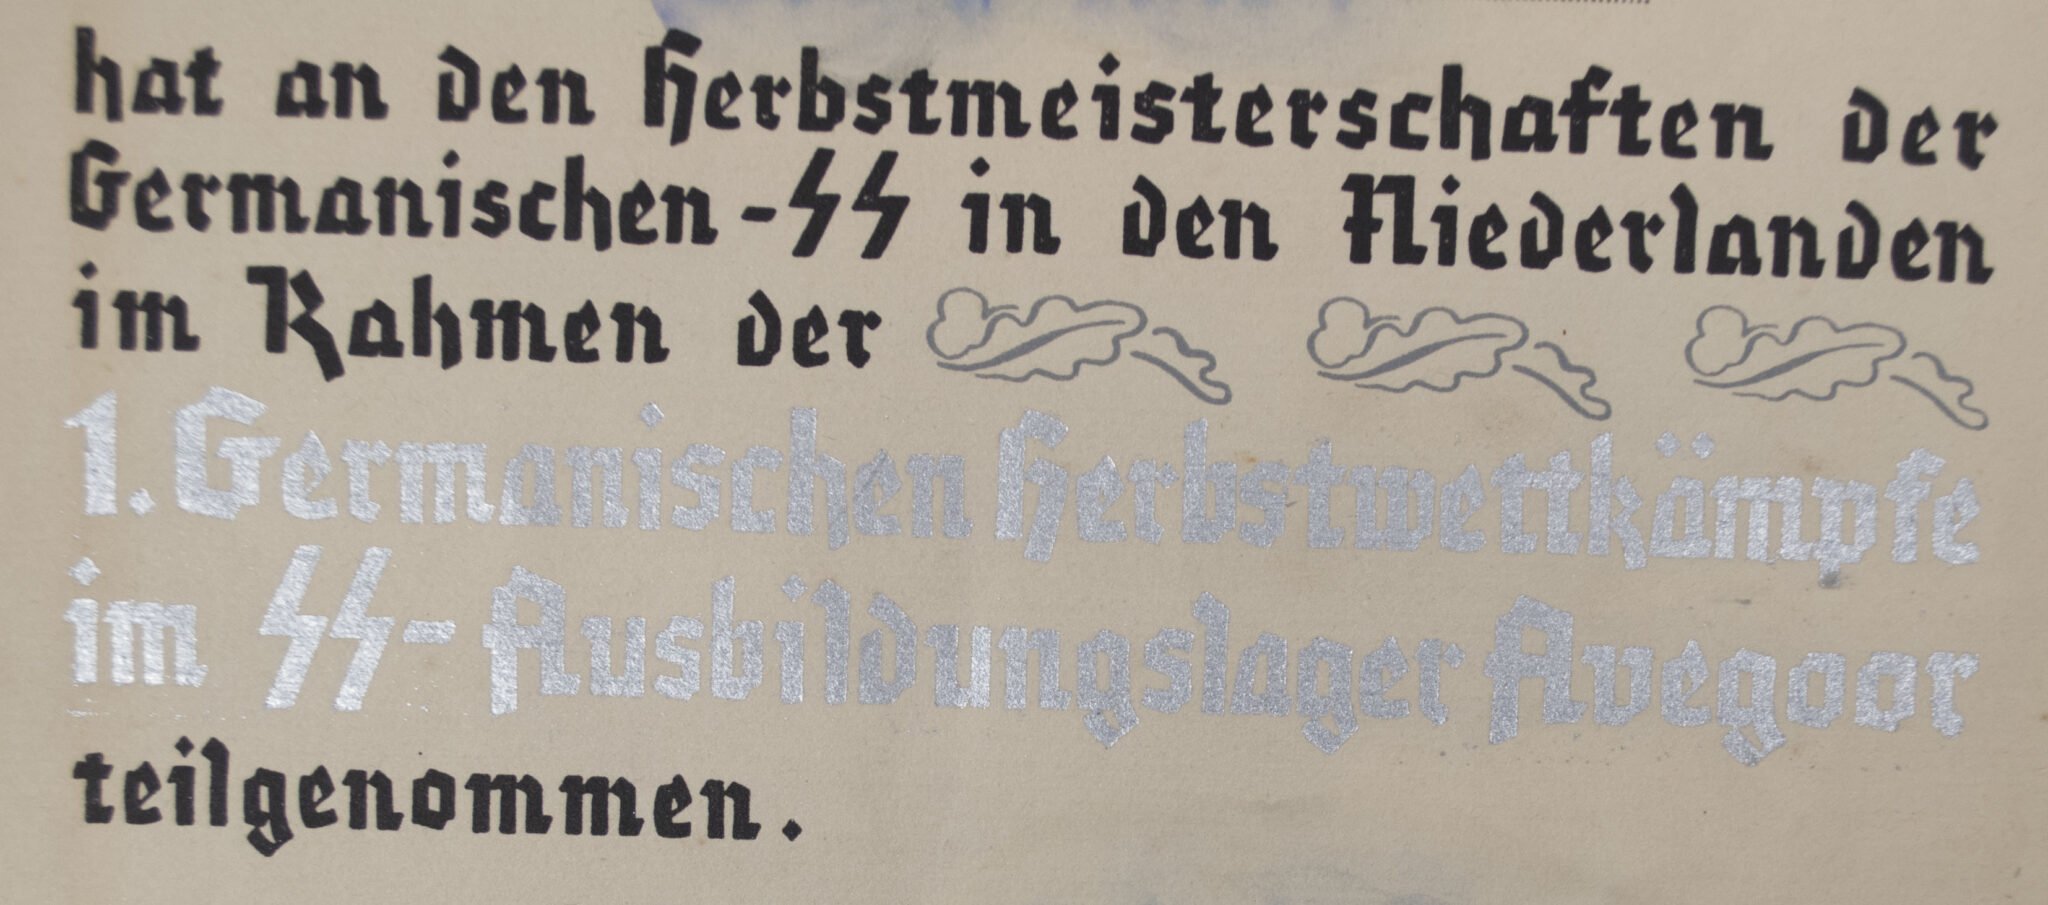 hat an den Herbstmeisterschaften der
Germanischen-SS in den Niederlanden
im Rahmen der
1. Germanischen Herbstwettkämpfe
im SS-Ausbildungslager Avegoor
teilgenommen.